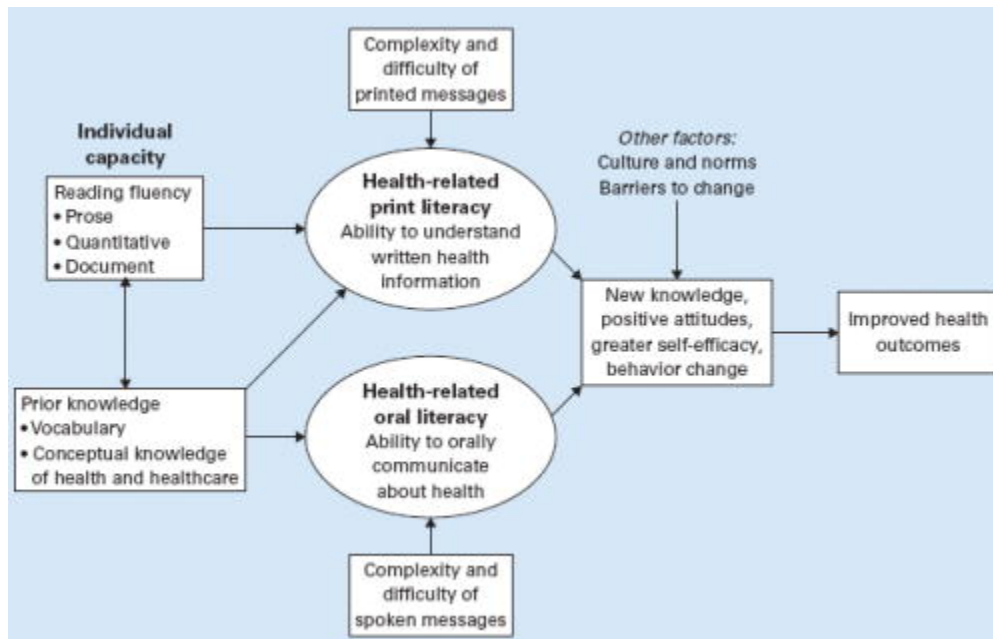 Complexity and
difficulty of
printed messages
Individual
capacity
Reading fluency
• Prose
• Quantitative
• Document
Health-related
print literacy
Ability to understand
written health
information
Other factors:
Culture and norms
Barriers to change
New knowledge,
positive attitudes,
greater self-efficacy,
behavior change
Improved health
outcomes
Prior knowledge
• Vocabulary
• Conceptual knowledge
of health and healthcare
Health-related
oral literacy
Ability to orally
communicate
about health
Complexity and
difficulty of
spoken messages